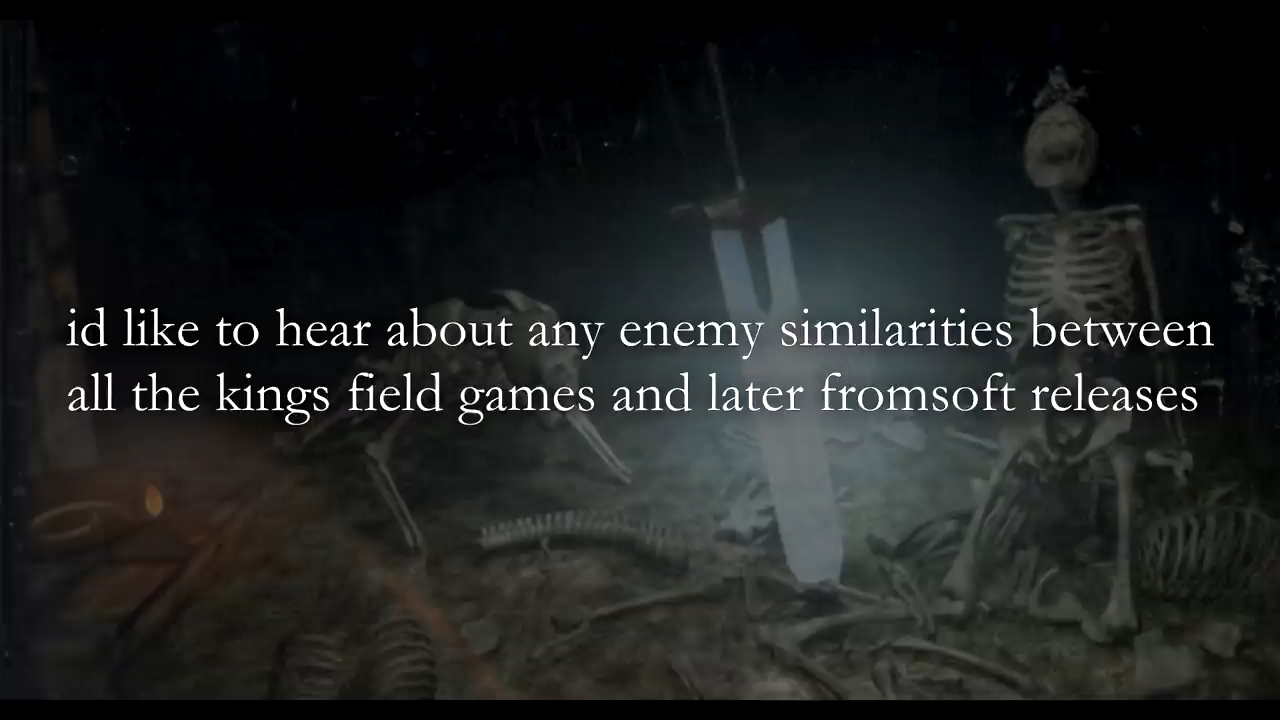 id like to hear about any enemy similarities between
all the kings field games and later fromsoft releases